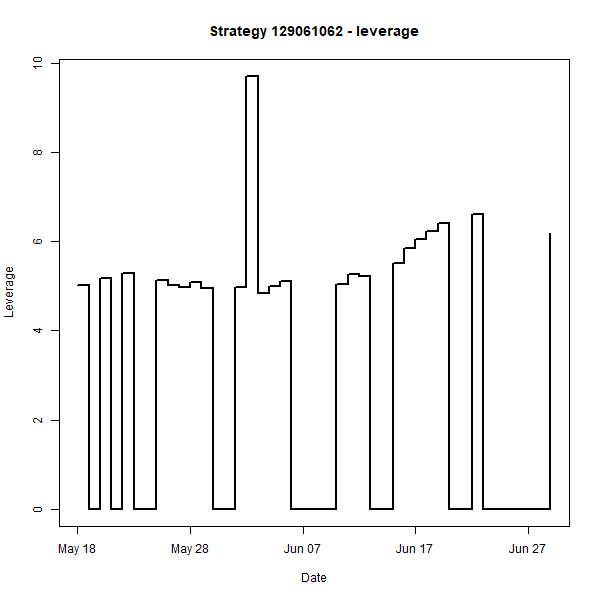 Strategy 129061062 - leverage
10
8
6
4
2
0
Leverage
May 18
May 28
Jun 07
Jun 17
Jun 27
Date